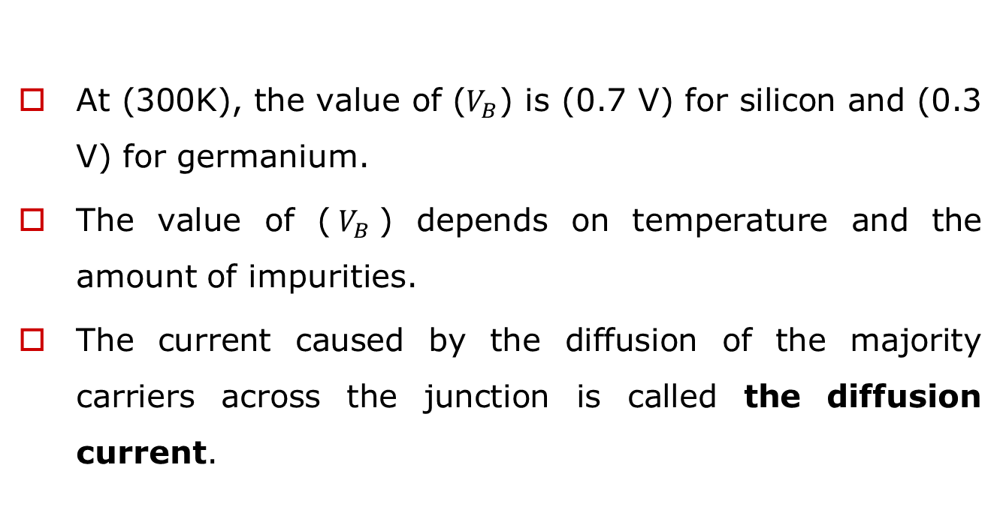 At (300K), the value of (V_B) is (0.7 V) for silicon and (0.3
V) for germanium.
The value of ( V_B ) depends on temperature and the
amount of impurities.
The current caused by the diffusion of the majority
carriers across the junction is called the diffusion
current.